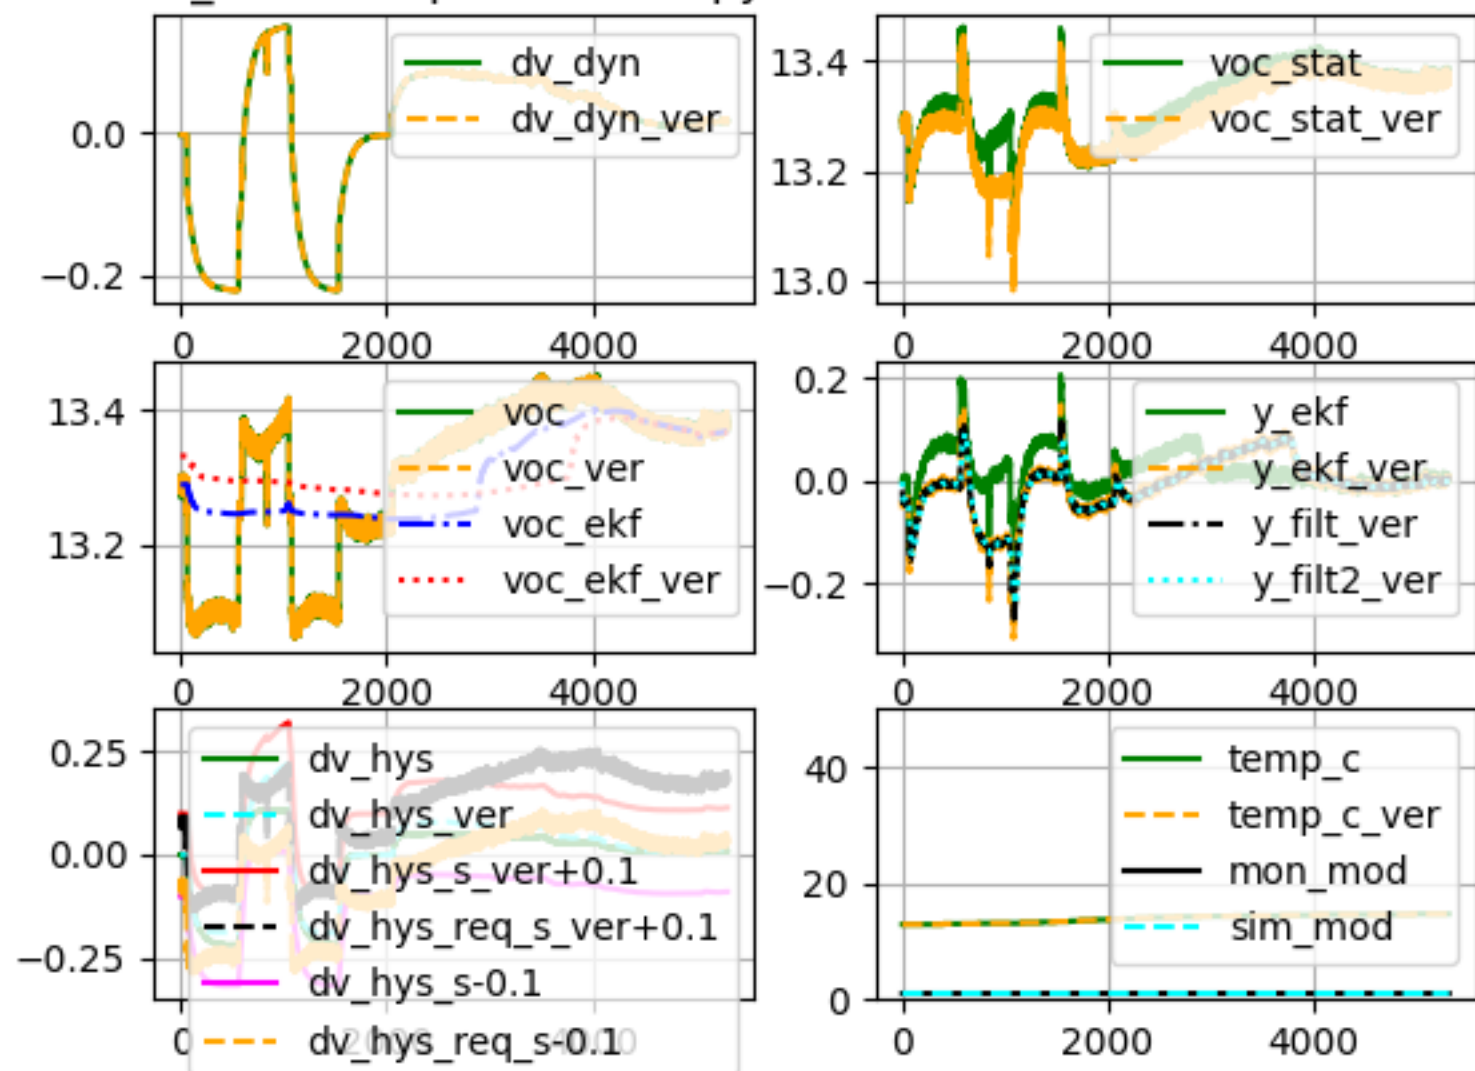 0.0
−0.2
dv_dyn
dv_dyn_ver
0 2000 4000
13.4
13.2
13.0
voc_stat
voc_stat_ver
0 2000 4000
13.4
13.2
voc
voc_ver
voc_ekf
voc_ekf_ver
0 2000 4000
0.2
0.0
−0.2
y_ekf
y_ekf_ver
y_filt_ver
y_filt2_ver
0 2000 4000
0.25
0.00
−0.25
dv_hys
dv_hys_ver
dv_hys_s_ver+0.1
dv_hys_req_s_ver+0.1
dv_hys_s-0.1
dv_hys_req_s-0.1
0 2000 4000
40
20
0
temp_c
temp_c_ver
mon_mod
sim_mod
0 2000 4000